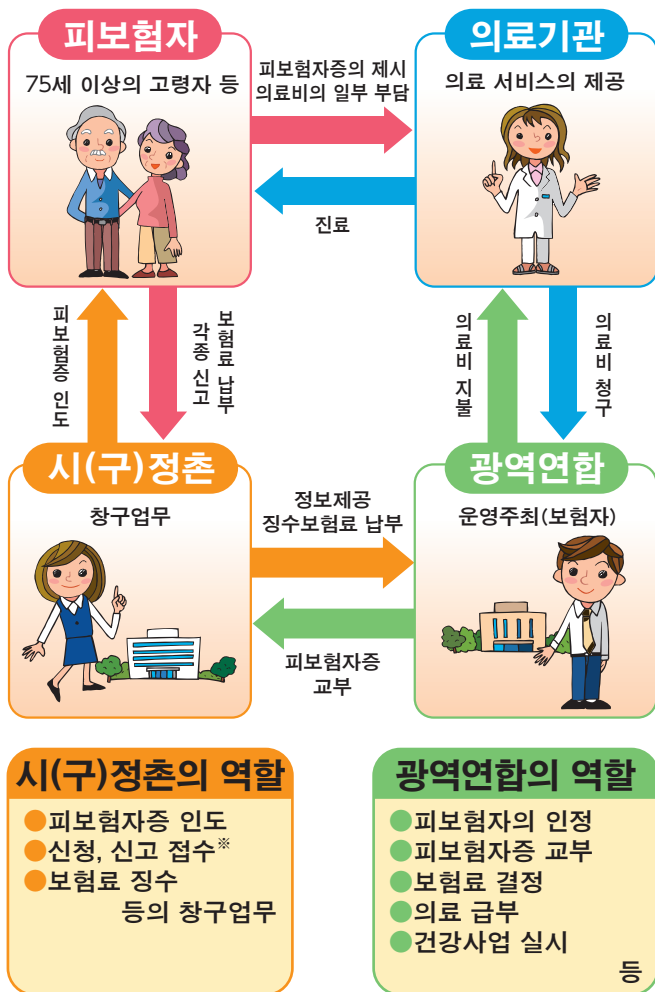 피보험자
75세 이상의 고령자 등
피보험자증의 제시
의료비의 일부 부담
의료기관
의료 서비스의 제공
진료
피보험증 인도
보험료 납부
각종 신고
의료비 지불
의료비 청구
시(구)정촌
창구업무
정보제공
징수보험료 납부
광역연합
운영주최(보험자)
피보험자증
교부
시(구)정촌의 역할
●피보험자증 인도
●신청, 신고 접수※
●보험료 징수
등의 창구업무
광역연합의 역할
●피보험자의 인정
●피보험자증 교부
●보험료 결정
●의료 급부
●건강사업 실시
등